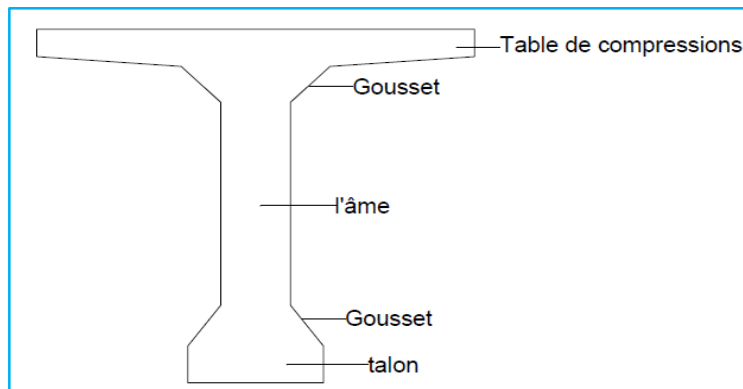 Table de compressions
Gousset
l'âme
Gousset
talon